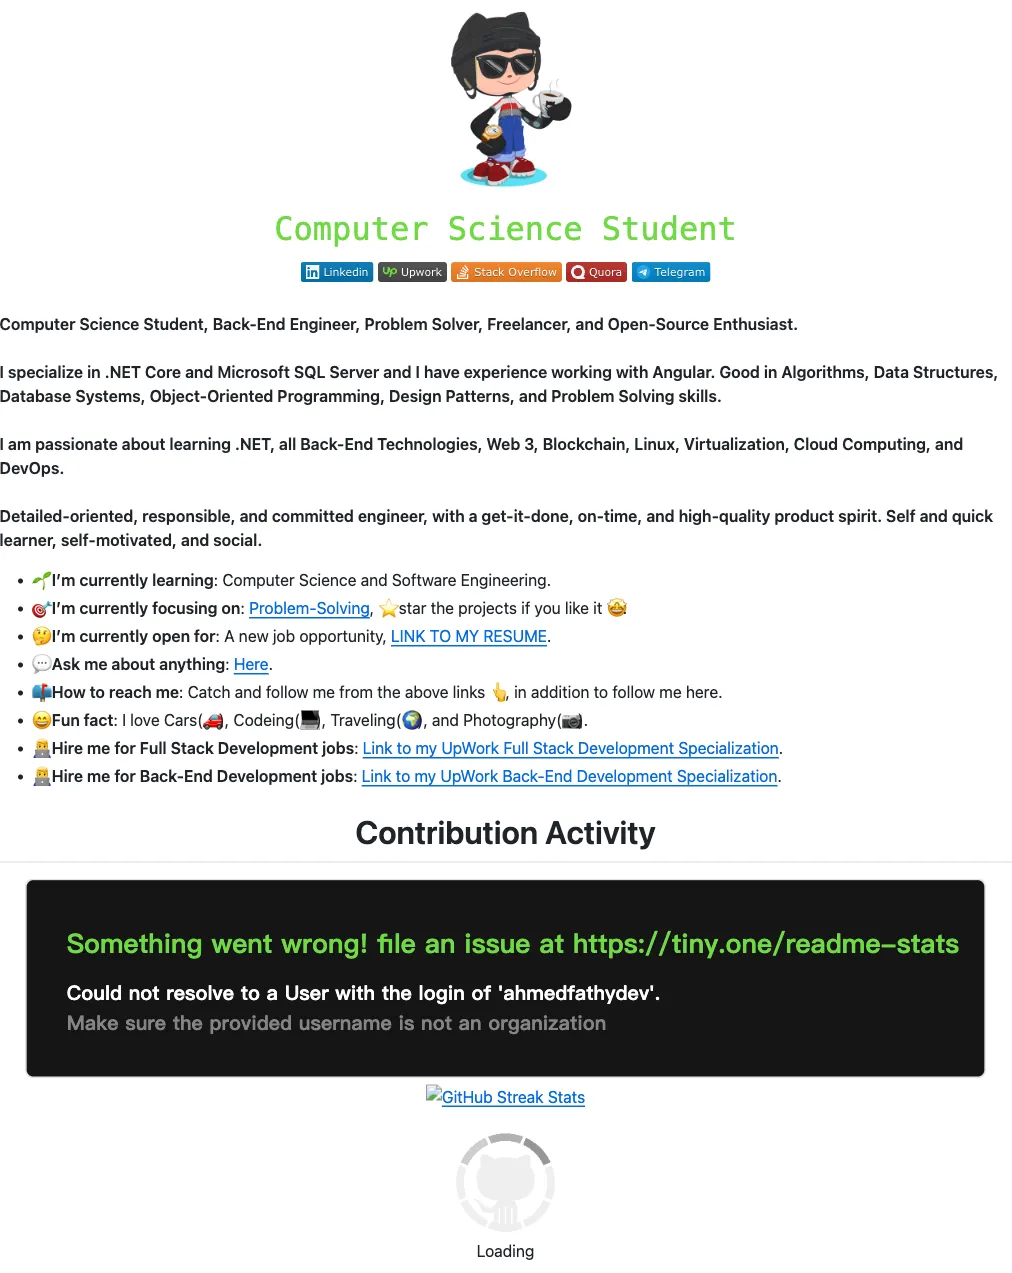 Computer Science Student
Linkedin Upwork Stack Overflow Quora Telegram
Computer Science Student, Back-End Engineer, Problem Solver, Freelancer, and Open-Source Enthusiast.
I specialize in .NET Core and Microsoft SQL Server and I have experience working with Angular. Good in Algorithms, Data Structures,
Database Systems, Object-Oriented Programming, Design Patterns, and Problem Solving skills.
I am passionate about learning .NET, all Back-End Technologies, Web 3, Blockchain, Linux, Virtualization, Cloud Computing, and
DevOps.
Detailed-oriented, responsible, and committed engineer, with a get-it-done, on-time, and high-quality product spirit. Self and quick
learner, self-motivated, and social.
• 🌱I'm currently learning: Computer Science and Software Engineering.
• 🎯I'm currently focusing on: Problem-Solving, ⭐star the projects if you like it 🤩
• 🤔I'm currently open for: A new job opportunity, LINK TO MY RESUME.
• 💬Ask me about anything: Here.
• 📫How to reach me: Catch and follow me from the above links 👆, in addition to follow me here.
• 😄Fun fact: I love Cars(🚗, Codeing(💻), Traveling(🌍, and Photography(📷.
• 👨‍💻Hire me for Full Stack Development jobs: Link to my UpWork Full Stack Development Specialization.
• 👨‍💻Hire me for Back-End Development jobs: Link to my UpWork Back-End Development Specialization.
Contribution Activity
Something went wrong! file an issue at https://tiny.one/readme-stats
Could not resolve to a User with the login of 'ahmedfathydev'.
Make sure the provided username is not an organization
GitHub Streak Stats
Loading